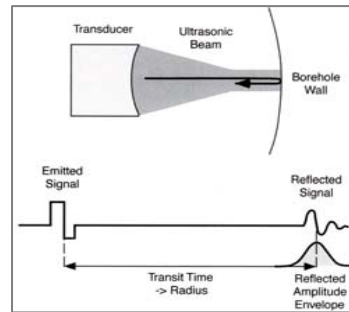 Transducer
Ultrasonic
Beam
Borehole
Wall
Emitted
Signal
Reflected
Signal
Transit Time
-> Radius
Reflected
Amplitude
Envelope